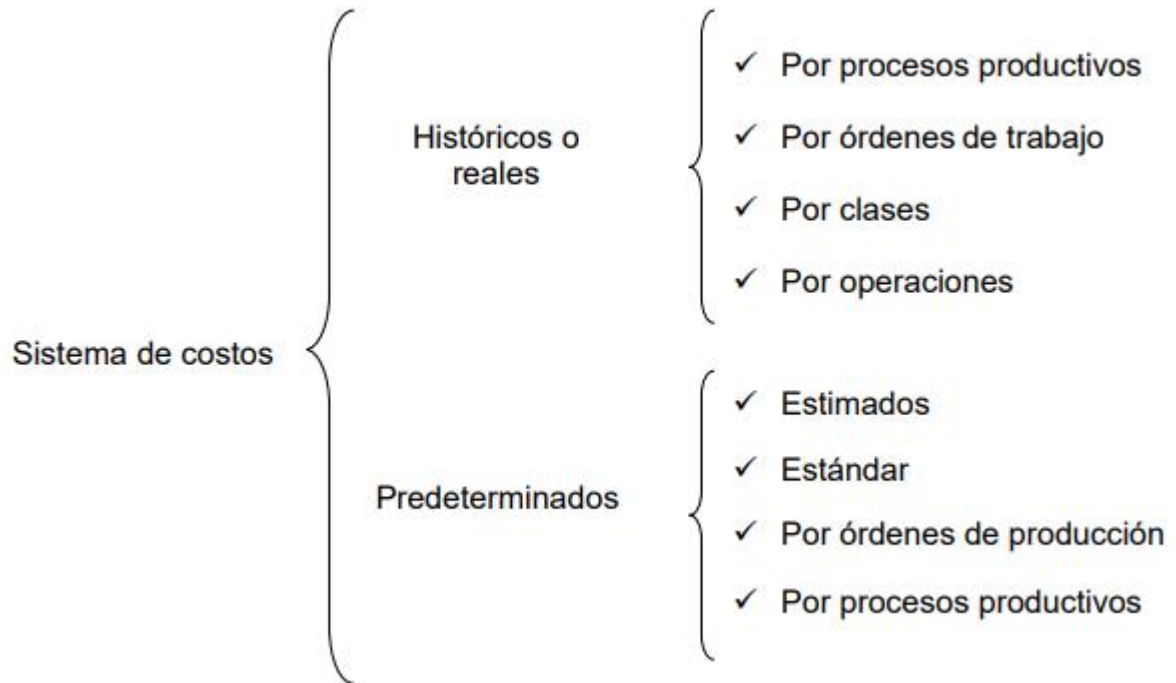 Sistema de costos
Históricos o
reales
✓ Por procesos productivos
✓ Por órdenes de trabajo
✓ Por clases
✓ Por operaciones
Predeterminados
✓ Estimados
✓ Estándar
✓ Por órdenes de producción
✓ Por procesos productivos